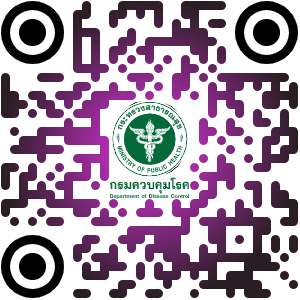 กระทรวงสาธารณสุข
MINISTRY OF PUBLIC HEALTH
กรมควบคุมโรค
Department of Disease Control